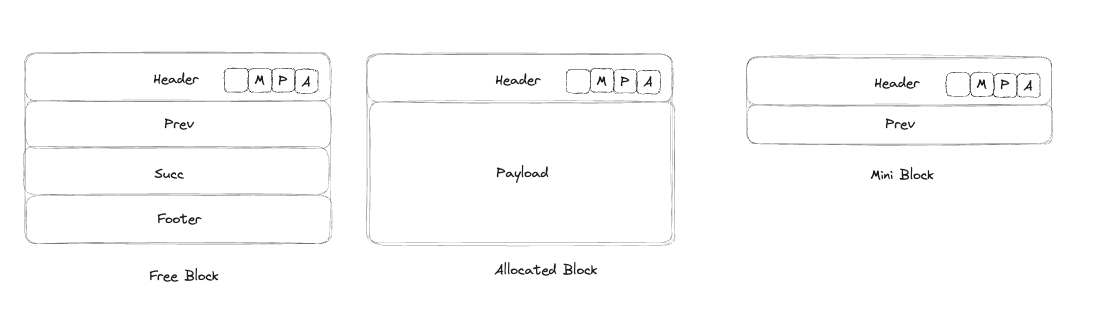 Header M P A
Prev
Succ
Footer
Free Block
Header M P A
Payload
Allocated Block
Header M P A
Prev
Mini Block